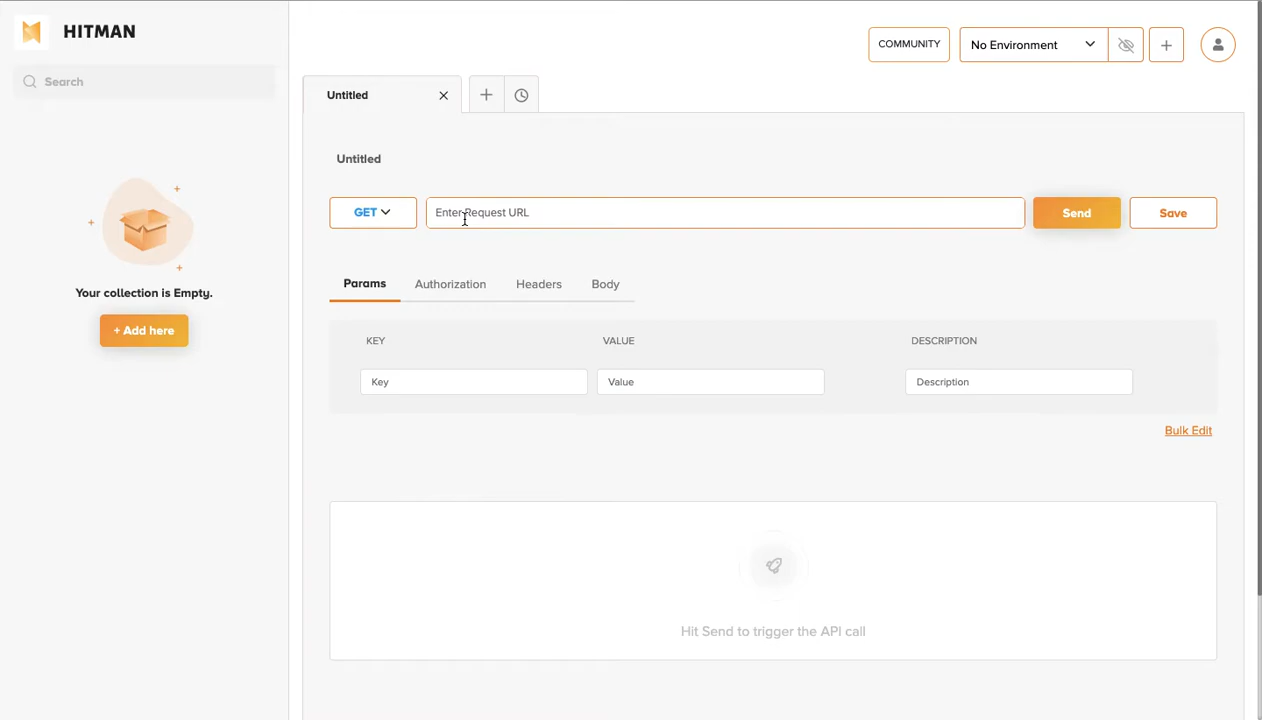 HITMAN
Search
Your collection is Empty.
+ Add here
COMMUNITY
No Environment
Untitled
Untitled
GET
Enter Request URL
Send
Save
Params
Authorization
Headers
Body
KEY
VALUE
DESCRIPTION
Key
Value
Description
Bulk Edit
Hit Send to trigger the API call